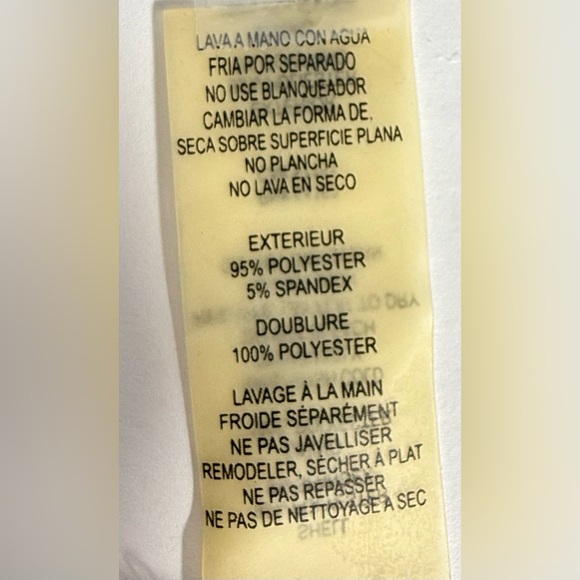 LAVA A MANO CON AGUA
FRIA POR SEPARADO
NO USE BLANQUEADOR
CAMBIAR LA FORMA DE,
SECA SOBRE SUPERFICIE PLANA
NO PLANCHA
NO LAVA EN SECO
EXTERIEUR
95% POLYESTER
5% SPANDEX
DOUBLURE
100% POLYESTER
LAVAGE À LA MAIN
FROIDE SÉPARÉMENT
NE PAS JAVELLISER
REMODELER, SÉCHER À PLAT
NE PAS REPASSER
NE PAS DE NETTOYAGE A SEC